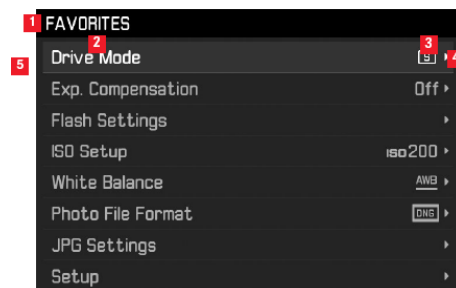 1 FAVORITES
2
3
5 Drive Mode S 4
Exp. Compensation Off
Flash Settings
ISO Setup ISO200
White Balance AWB
Photo File Format DNG
JPG Settings
Setup